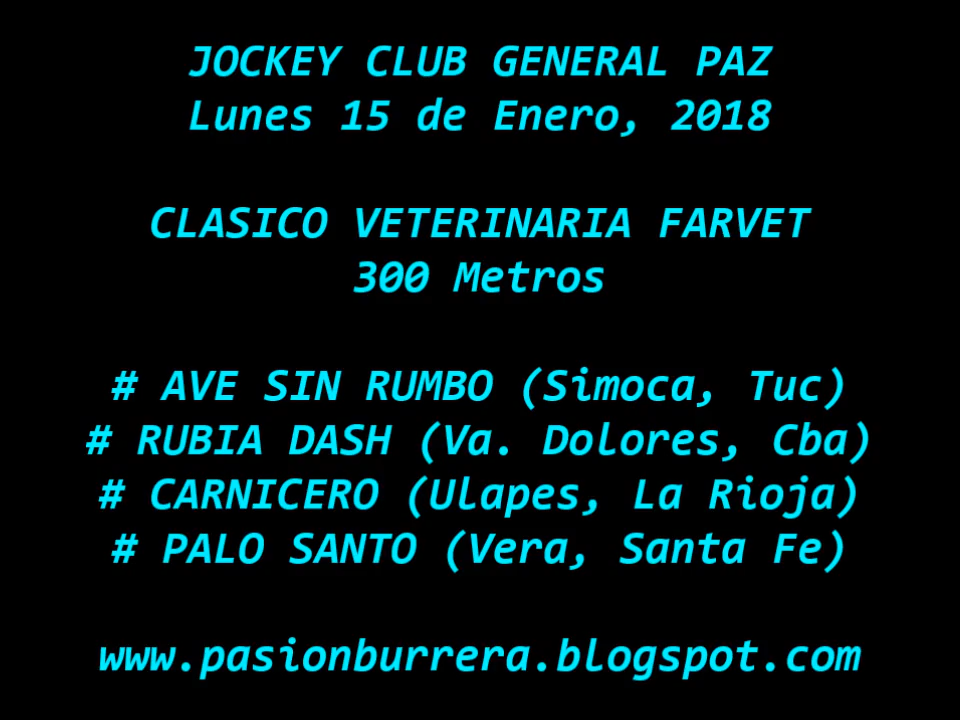 JOCKEY CLUB GENERAL PAZ
Lunes 15 de Enero, 2018
CLASICO VETERINARIA FARVET
300 Metros
# AVE SIN RUMBO (Simoca, Tuc)
# RUBIA DASH (Va. Dolores, Cba)
# CARNICERO (Ulapes, La Rioja)
# PALO SANTO (Vera, Santa Fe)
www.pasionburrera.blogspot.com